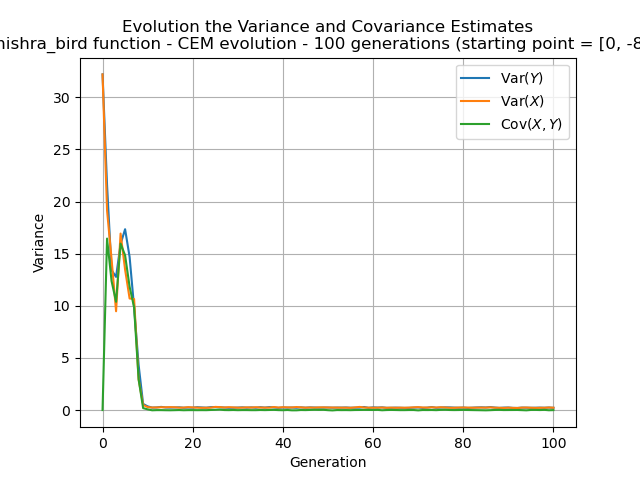 Evolution the Variance and Covariance Estimates
mishra_bird function - CEM evolution - 100 generations (starting point = [0, -8
Var(Y)
Var(X)
Cov(X, Y)
Variance
30
25
20
15
10
5
0
0 20 40 60 80 100
Generation